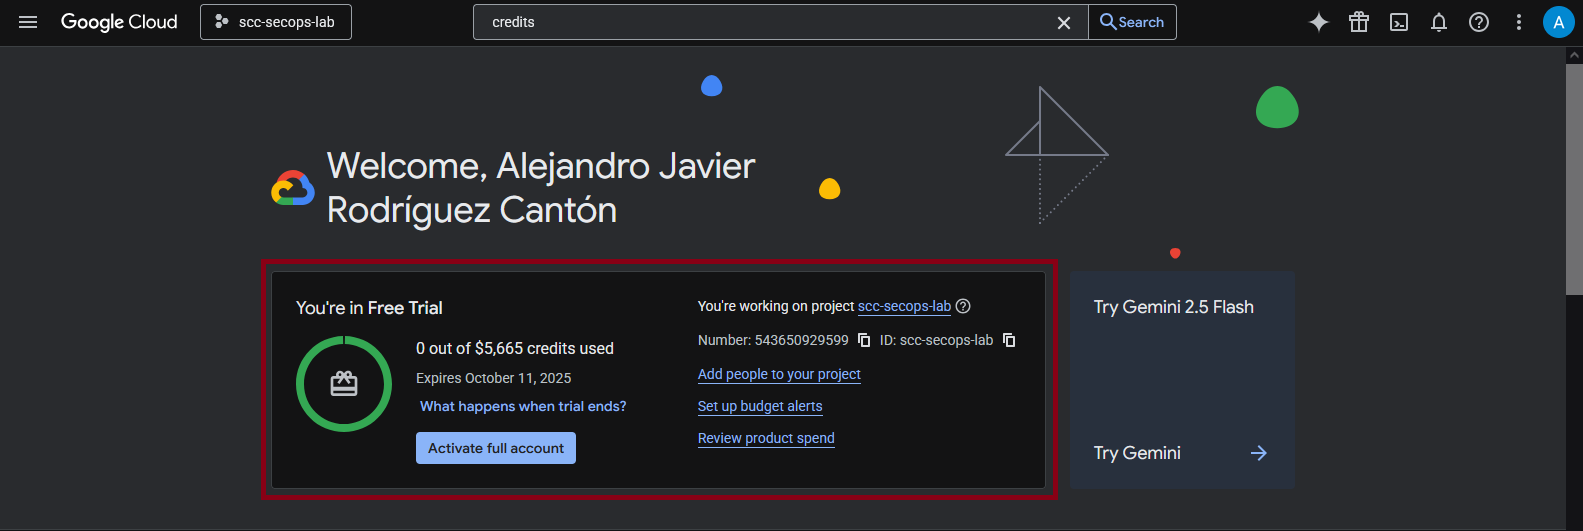 Google Cloud
scc-secops-lab
credits
Search
A
Welcome, Alejandro Javier
Rodríguez Cantón
You're in Free Trial
0 out of $5,665 credits used
Expires October 11, 2025
What happens when trial ends?
Activate full account
You're working on project scc-secops-lab
Number: 543650929599 ID: scc-secops-lab
Add people to your project
Set up budget alerts
Review product spend
Try Gemini 2.5 Flash
Try Gemini